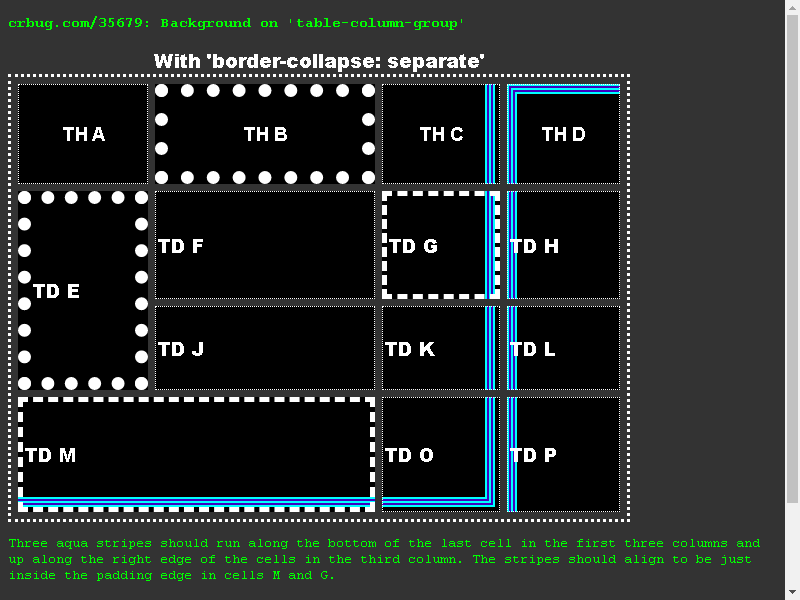 crbug.com/35679: Background on 'table-column-group'
With 'border-collapse: separate'
TH A TH B TH C TH D
TD E
TD F TD G TD H
TD J TD K TD L
TD M TD O TD P
Three aqua stripes should run along the bottom of the last cell in the first three columns and
up along the right edge of the cells in the third column. The stripes should align to be just
inside the padding edge in cells M and G.